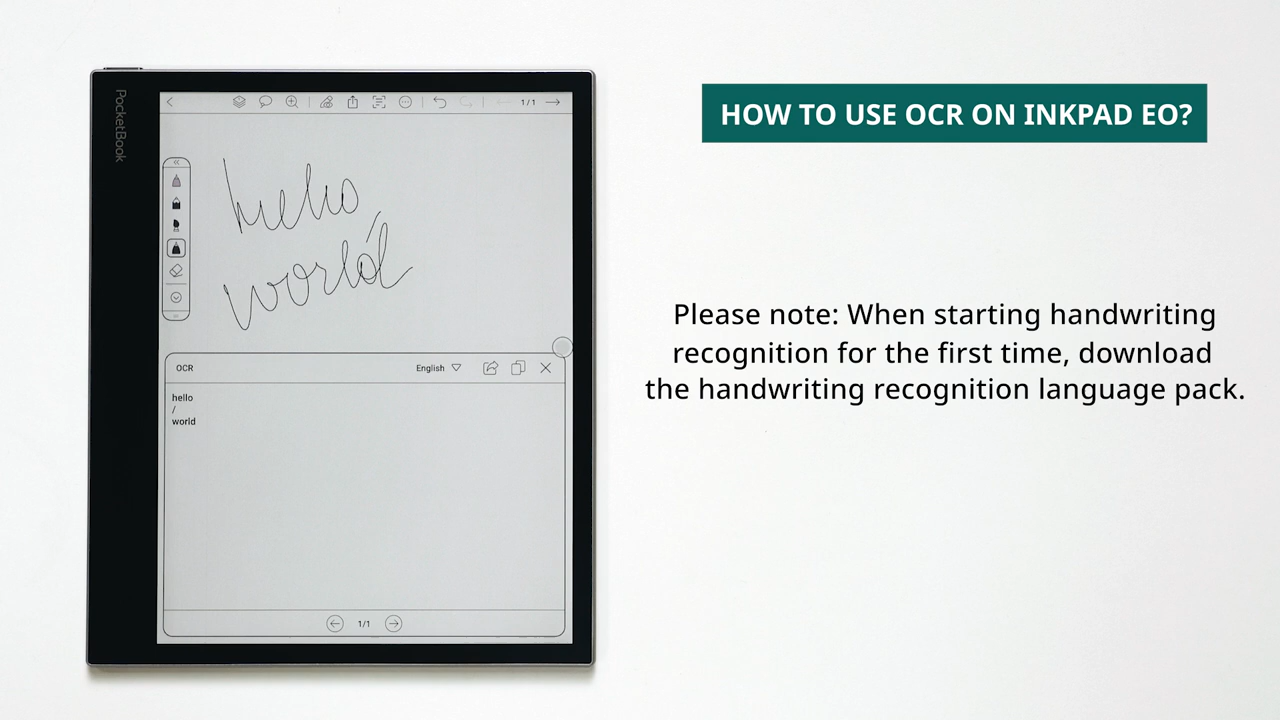 PocketBook
1/1
hello
world
OCR
English
hello
/
world
1/1
HOW TO USE OCR ON INKPAD EO?
Please note: When starting handwriting
recognition for the first time, download
the handwriting recognition language pack.